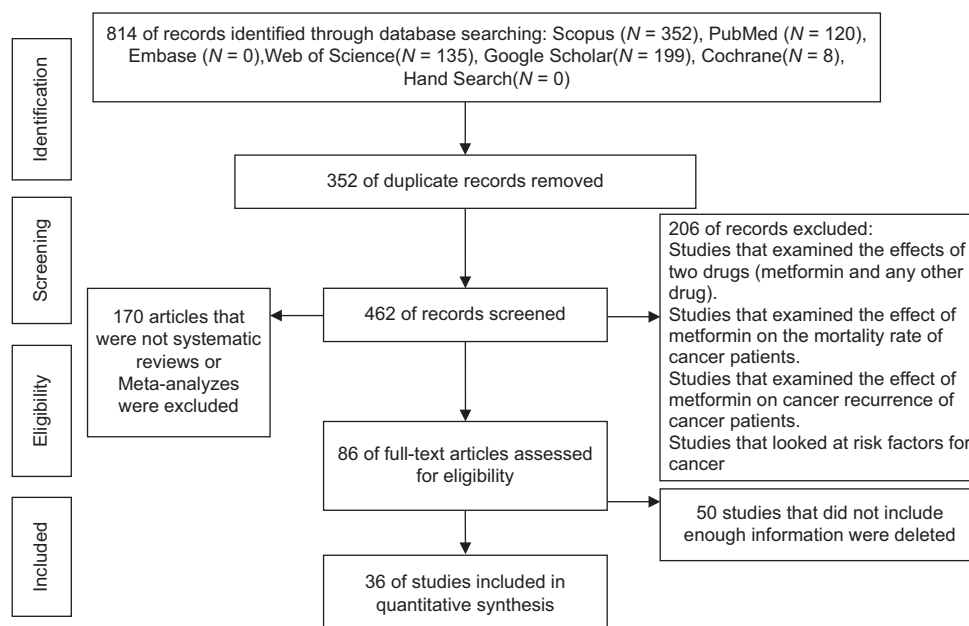 814 of records identified through database searching: Scopus (N = 352), PubMed (N = 120),
Embase (N = 0),Web of Science(N = 135), Google Scholar(N = 199), Cochrane(N = 8),
Hand Search(N = 0)
Identification
352 of duplicate records removed
Screening
206 of records excluded:
Studies that examined the effects of
two drugs (metformin and any other
drug).
Studies that examined the effect of
metformin on the mortality rate of
cancer patients.
Studies that examined the effect of
metformin on cancer recurrence of
cancer patients.
Studies that looked at risk factors for
cancer
462 of records screened
170 articles that
were not systematic
reviews or
Meta-analyzes
were excluded
Eligibility
86 of full-text articles assessed
for eligibility
50 studies that did not include
enough information were deleted
Included
36 of studies included in
quantitative synthesis